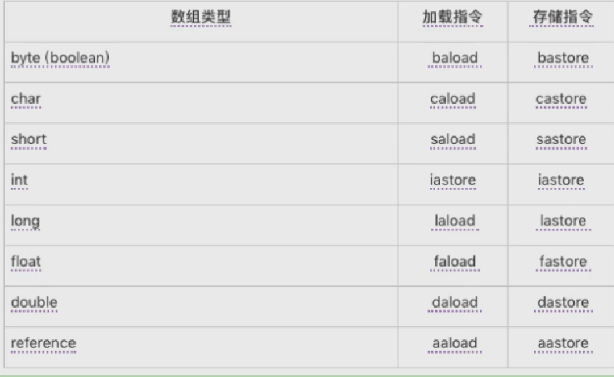 数组类型 加载指令 存储指令
byte (boolean) baload bastore
char caload castore
short saload sastore
int iastore iastore
long laload lastore
float faload fastore
double daload dastore
reference aaload aastore